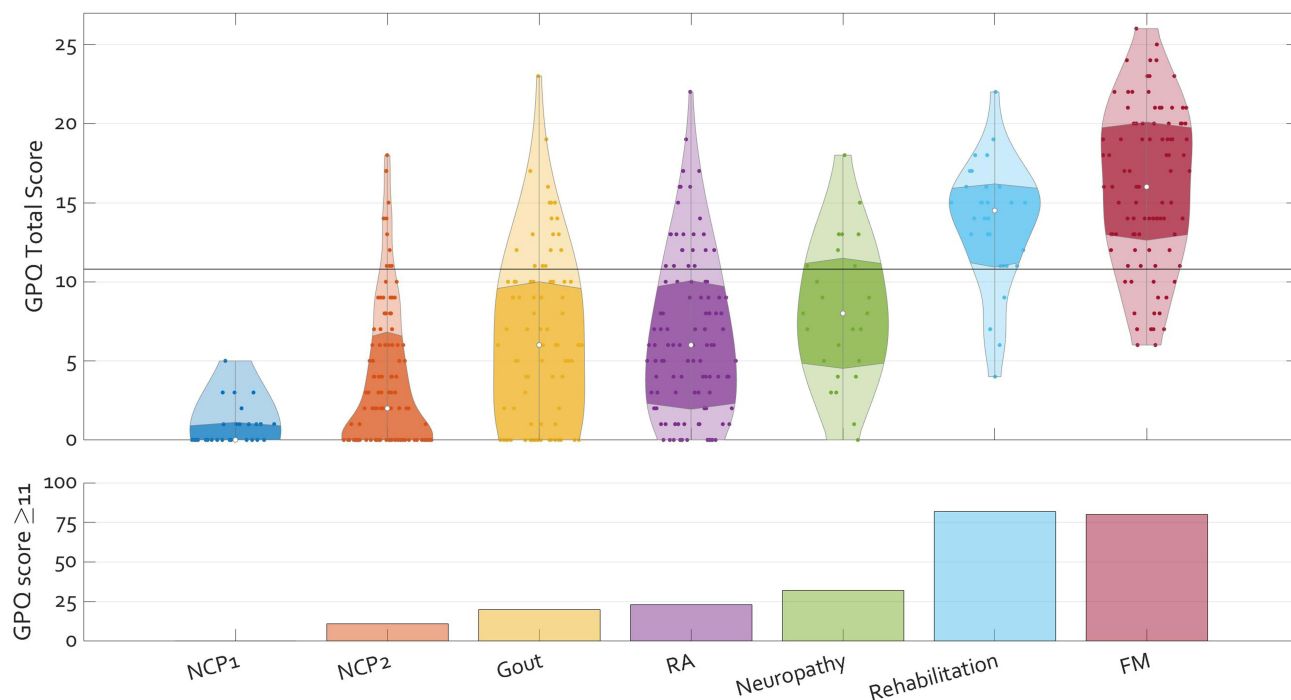 GPQ Total Score
25
20
15
10
5
0
GPQ score ≥11
100
75
50
25
0
NCP1
NCP2
Gout
RA
Neuropathy
Rehabilitation
FM